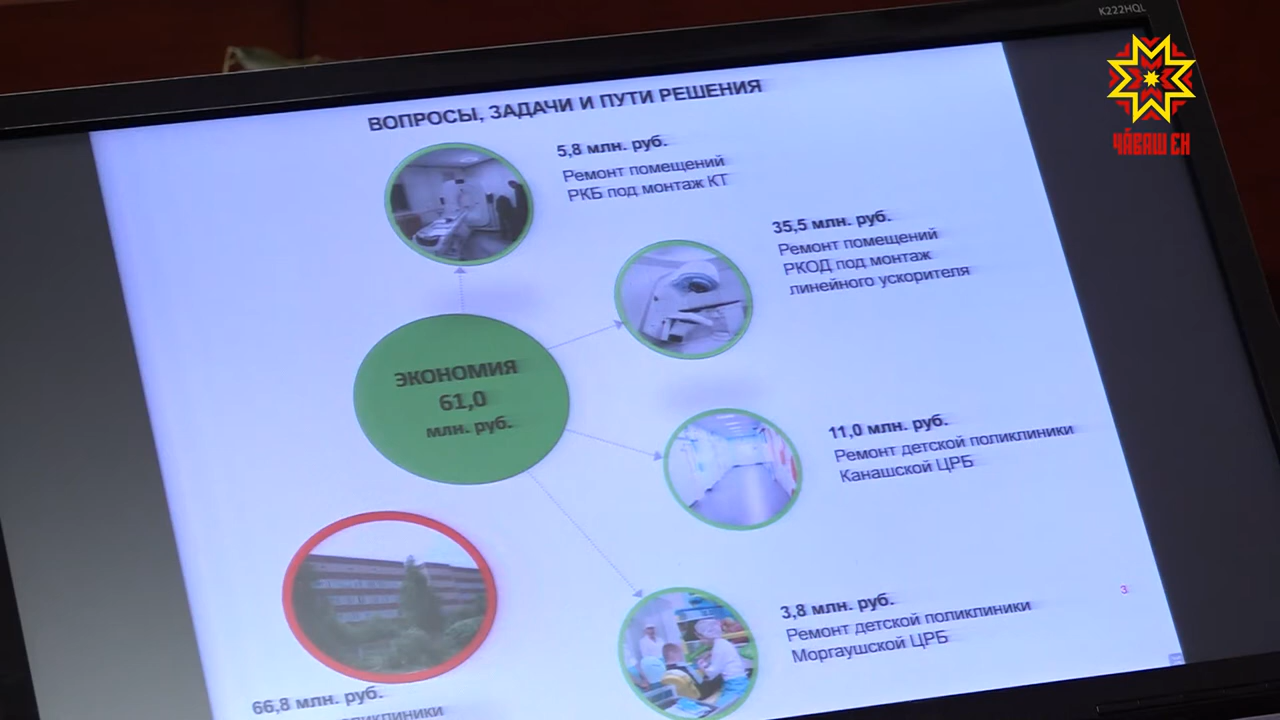 K222HQL
ЧӐВАШ ЕН
ВОПРОСЫ, ЗАДАЧИ И ПУТИ РЕШЕНИЯ
5,8 млн. руб.
Ремонт помещений
РКБ под монтаж КТ
35,5 млн. руб.
Ремонт помещений
РКОД под монтаж
линейного ускорителя
ЭКОНОМИЯ
61,0
млн. руб.
11,0 млн. руб.
Ремонт детской поликлиники
Канашской ЦРБ
3,8 млн. руб.
Ремонт детской поликлиники
Моргаушской ЦРБ
3
66,8 млн. руб.